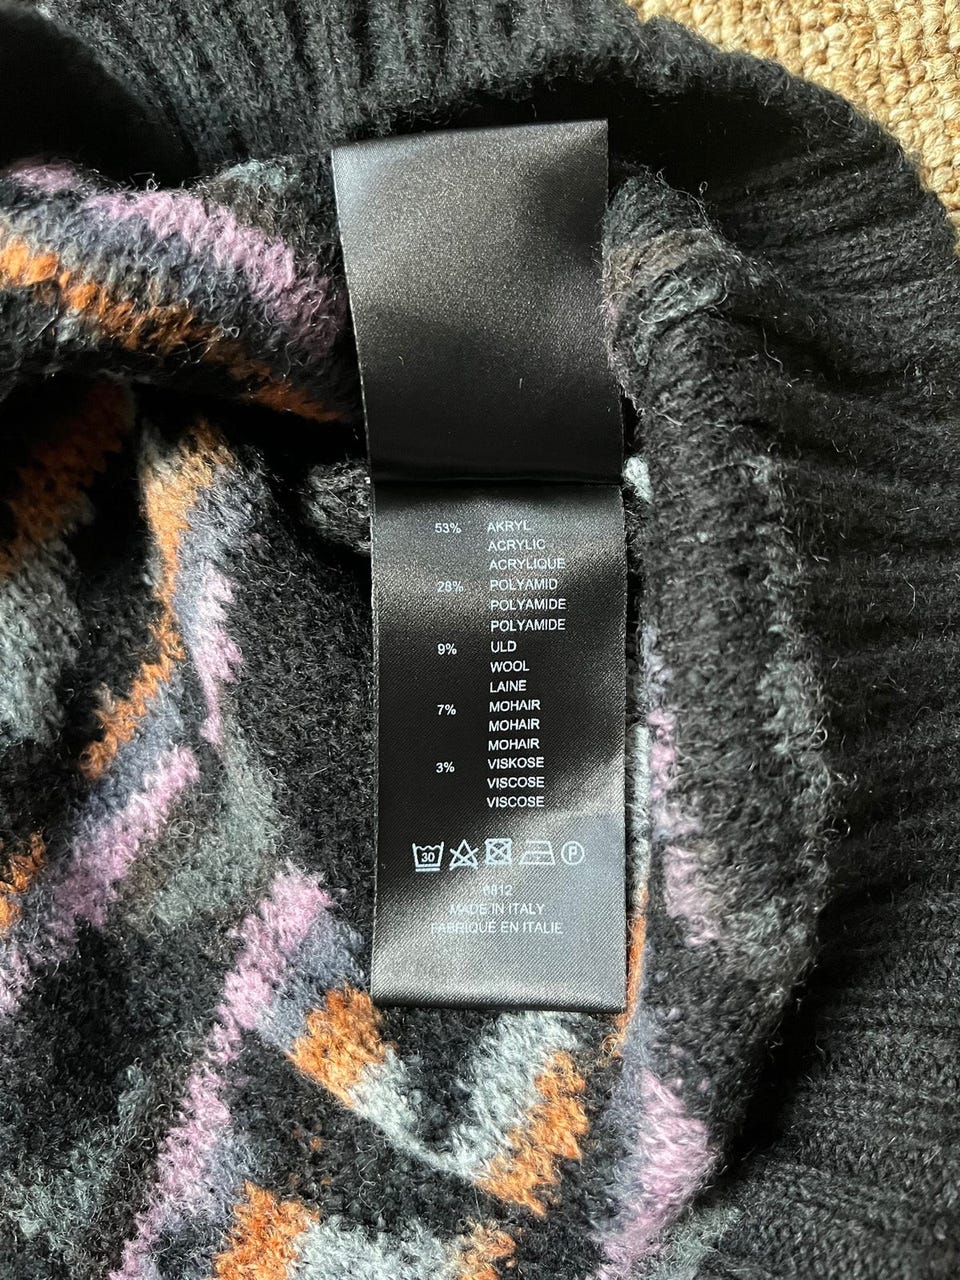 53% AKRYL
ACRYLIC
ACRYLIQUE
28% POLYAMID
POLYAMIDE
POLYAMIDE
9% ULD
WOOL
LAINE
7% MOHAIR
MOHAIR
MOHAIR
3% VISKOSE
VISCOSE
VISCOSE
30 P
MADE IN ITALY
FABRIQUÉ EN ITALIE